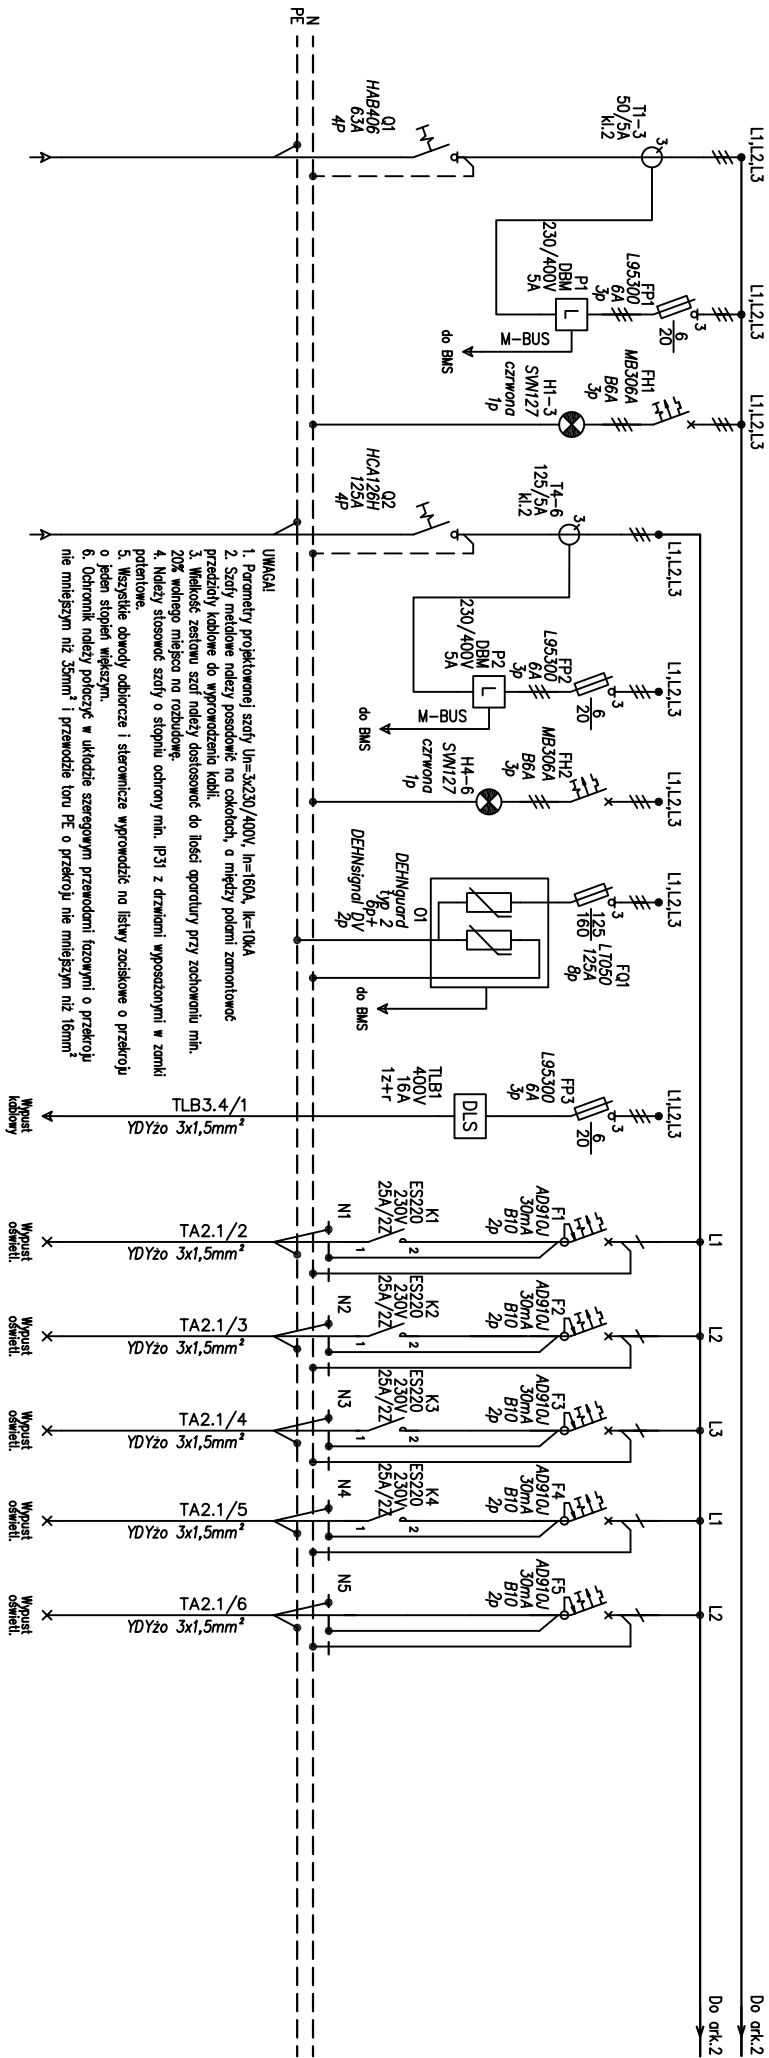 N
PE
L1,L2,L3
T1-3
50/5A
kl.2
3
Q1
HAB406
63A
4P
L1,L2,L3
3
6
20
FP1
L95300
6A
3p
P1
DBM
230/400V
5A
L
M-BUS
do BMS
L1,L2,L3
FH1
MB306A
B6A
3p
H1-3
SVN127
czrwona
1p
Do ark.2
Do ark.2
L1,L2,L3
T4-6
125/5A
kl.2
3
Q2
HCA126H
125A
4P
L1,L2,L3
3
6
20
FP2
L95300
6A
3p
P2
DBM
230/400V
5A
L
M-BUS
do BMS
L1,L2,L3
FH2
MB306A
B6A
3p
H4-6
SVN127
czrwona
1p
L1,L2,L3
3
125
160
FQ1
LT050
125A
8p
O1
DEHNguard
typ 2
6p+
DEHNsignal DV
2p
do BMS
L1,L2,L3
3
6
20
FP3
L95300
6A
3p
TLB1
400V
16A
1z+r
DLS
TLB3.4/1
YDYżo 3x1,5mm²
Wypust
kablowy
L1
F1
AD910J
30mA
B10
2p
K1
ES220
230V
25A/2Z
1
2
N1
TA2.1/2
YDYżo 3x1,5mm²
Wypust
oświetl.
L2
F2
AD910J
30mA
B10
2p
K2
ES220
230V
25A/2Z
1
2
N2
TA2.1/3
YDYżo 3x1,5mm²
Wypust
oświetl.
L3
F3
AD910J
30mA
B10
2p
K3
ES220
230V
25A/2Z
1
2
N3
TA2.1/4
YDYżo 3x1,5mm²
Wypust
oświetl.
L1
F4
AD910J
30mA
B10
2p
K4
ES220
230V
25A/2Z
1
2
N4
TA2.1/5
YDYżo 3x1,5mm²
Wypust
oświetl.
L2
F5
AD910J
30mA
B10
2p
N5
TA2.1/6
YDYżo 3x1,5mm²
Wypust
oświetl.
UWAGA!
1. Parametry projektowanej szafy Un=3x230/400V, In=160A, Ik=10kA
2. Szafy metalowe należy posadowić na cokołach, a między polami zamontować
przedziały kablowe do wyprowadzenia kabli.
3. Wielkość zestawu szaf należy dostosować do ilości aparatury przy zachowaniu min.
20% wolnego miejsca na rozbudowę.
4. Należy stosować szafy o stopniu ochrony min. IP31 z drzwiami wyposażonymi w zamki
patentowe.
5. Wszystkie obwody odbiorcze i sterownicze wyprowadzić na listwy zaciskowe o przekroju
o jeden stopień większym.
6. Ochronnik należy połączyć w układzie szeregowym przewodami fazowymi o przekroju
nie mniejszym niż 35mm² i przewodzie toru PE o przekroju nie mniejszym niż 16mm²